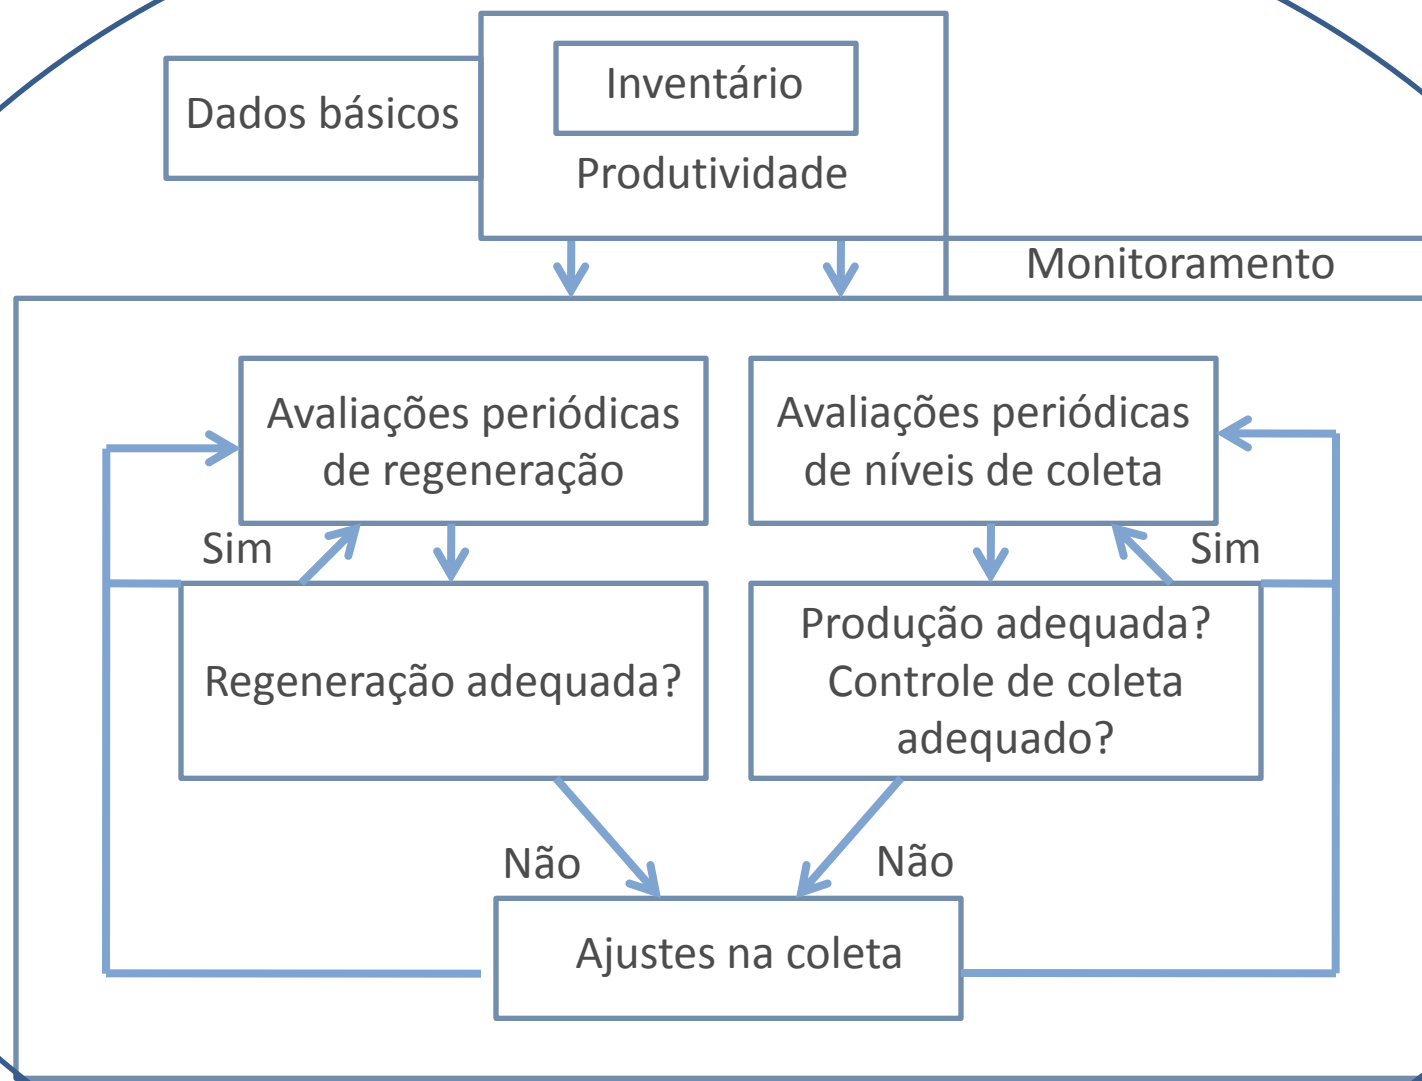 Inventário
Dados básicos
Produtividade
Monitoramento
Avaliações periódicas
de regeneração
Avaliações periódicas
de níveis de coleta
Sim
Sim
Regeneração adequada?
Produção adequada?
Controle de coleta
adequado?
Não
Não
Ajustes na coleta